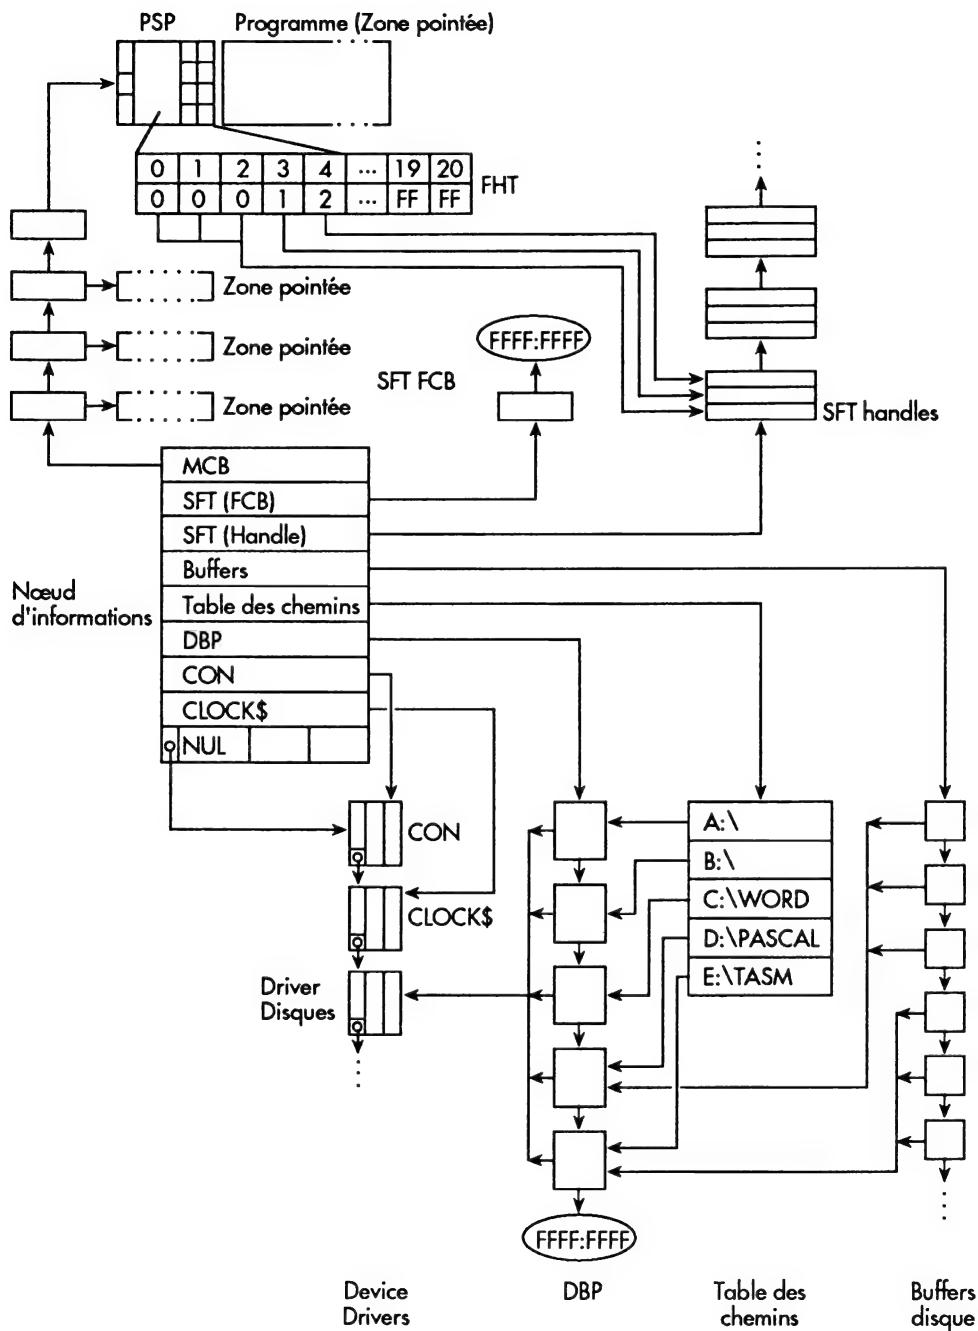 PSP
Programme (Zone pointée)
0 1 2 3 4 ... 19 20
0 0 0 1 2 ... FF FF
FHT
Zone pointée
Zone pointée
Zone pointée
FFFF:FFFF
SFT FCB
SFT handles
Nœud
d'informations
MCB
SFT (FCB)
SFT (Handle)
Buffers
Table des chemins
DBP
CON
CLOCK$
NUL
CON
CLOCK$
Driver
Disques
A:\
B:\
C:\WORD
D:\PASCAL
E:\TASM
FFFF:FFFF
Device
Drivers
DBP
Table des
chemins
Buffers
disque